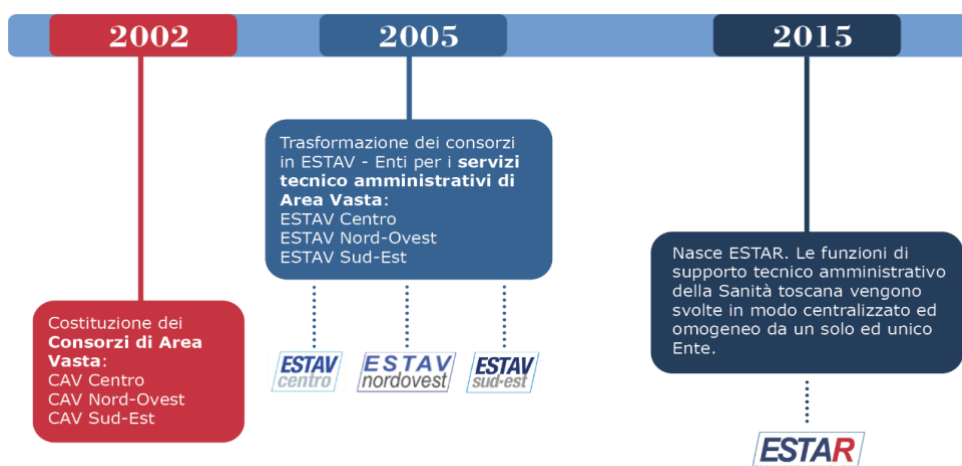 2002
2005
2015
Costituzione dei
Consorzi di Area
Vasta:
CAV Centro
CAV Nord-Ovest
CAV Sud-Est
Trasformazione dei consorzi
in ESTAV - Enti per i servizi
tecnico amministrativi di
Area Vasta:
ESTAV Centro
ESTAV Nord-Ovest
ESTAV Sud-Est
ESTAV
centro
ESTAV
nordovest
ESTAV
sud-est
Nasce ESTAR. Le funzioni di
supporto tecnico amministrativo
della Sanità toscana vengono
svolte in modo centralizzato ed
omogeneo da un solo ed unico
Ente.
ESTAR